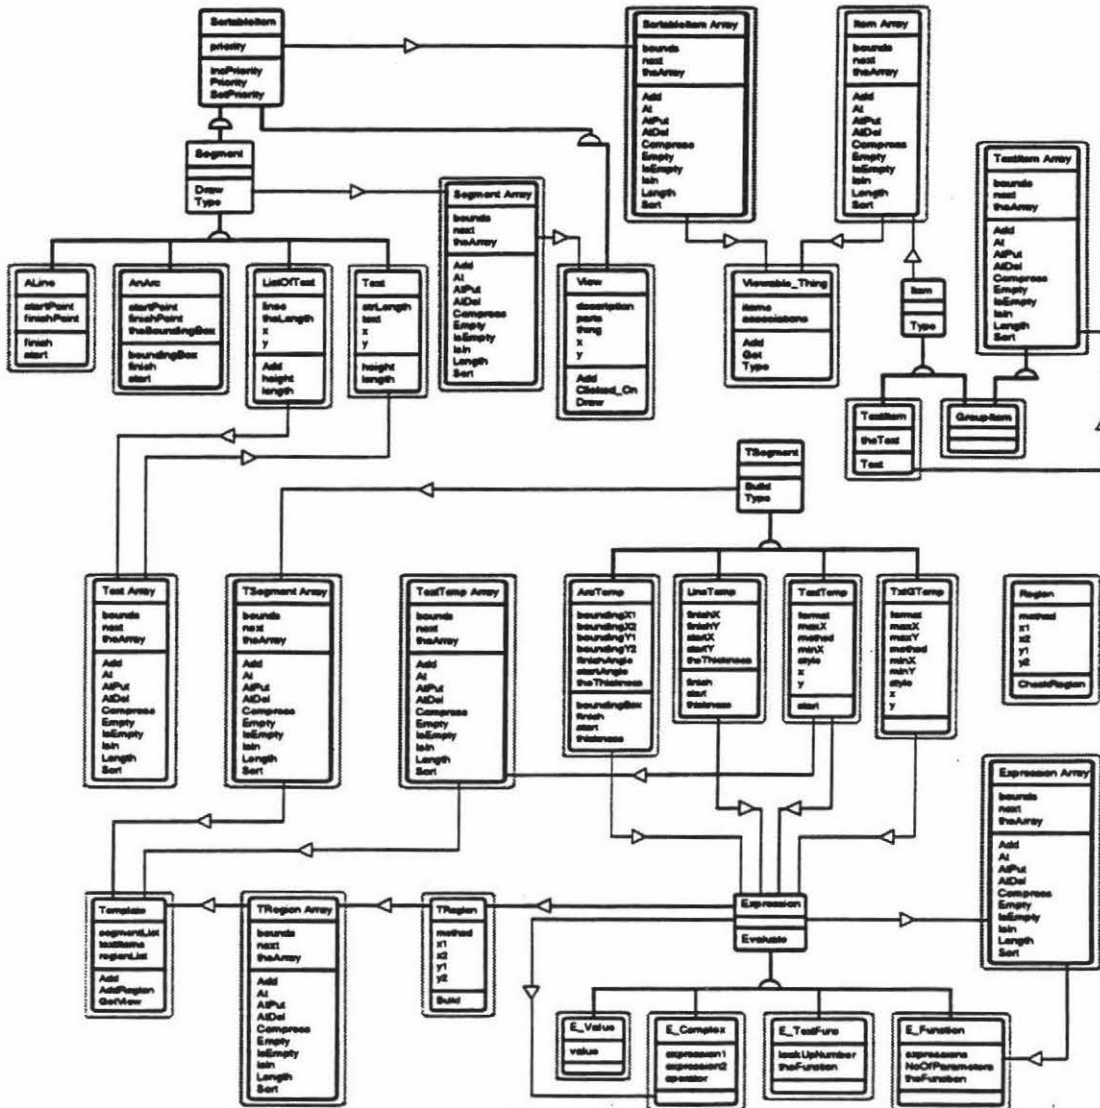 SortableItem
priority
IncPriority
Priority
SetPriority
SortableItem Array
bounds
next
theArray
Add
At
AtPut
AtDel
Compress
Empty
IsEmpty
IsIn
Length
Sort
Item Array
bounds
next
theArray
Add
At
AtPut
AtDel
Compress
Empty
IsEmpty
IsIn
Length
Sort
Segment
Draw
Type
Segment Array
bounds
next
theArray
Add
At
AtPut
AtDel
Compress
Empty
IsEmpty
IsIn
Length
Sort
TextItem Array
bounds
next
theArray
Add
At
AtPut
AtDel
Compress
Empty
IsEmpty
IsIn
Length
Sort
ALine
startPoint
finishPoint
finish
start
AnArc
startPoint
finishPoint
theBoundingBox
boundingBox
finish
start
ListOfText
lines
theLength
x
y
Add
height
length
Text
strLength
text
x
y
height
length
View
description
parts
thing
x
y
Add
Clicked_On
Draw
Viewable_Thing
items
associations
Add
Get
Type
Item
Type
TextItem
theText
Text
GroupItem
TSegment
Build
Type
Text Array
bounds
next
theArray
Add
At
AtPut
AtDel
Compress
Empty
IsEmpty
IsIn
Length
Sort
TSegment Array
bounds
next
theArray
Add
At
AtPut
AtDel
Compress
Empty
IsEmpty
IsIn
Length
Sort
TextTemp Array
bounds
next
theArray
Add
At
AtPut
AtDel
Compress
Empty
IsEmpty
IsIn
Length
Sort
ArcTemp
boundingX1
boundingX2
boundingY1
boundingY2
finishAngle
startAngle
theThickness
boundingBox
finish
start
thickness
LineTemp
finishX
finishY
startX
startY
theThickness
finish
start
thickness
TextTemp
format
maxX
method
minX
style
x
y
start
TxtGTemp
format
maxX
maxY
method
minX
minY
style
x
y
Region
method
x1
x2
y1
y2
CheckRegion
Expression Array
bounds
next
theArray
Add
At
AtPut
AtDel
Compress
Empty
IsEmpty
IsIn
Length
Sort
Template
segmentList
textItems
regionList
Add
AddRegion
GetView
TRegion Array
bounds
next
theArray
Add
At
AtPut
AtDel
Compress
Empty
IsEmpty
IsIn
Length
Sort
TRegion
method
x1
x2
y1
y2
Build
Expression
Evaluate
E_Value
value
E_Complex
expression1
expression2
operator
E_TextFunc
lookUpNumber
theFunction
E_Function
expressions
NoOfParameters
theFunction